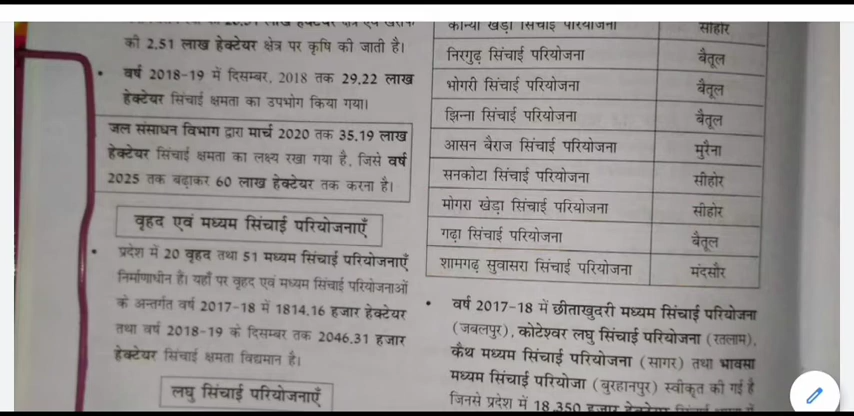 की 2.51 लाख हेक्टेयर क्षेत्र पर कृषि की जाती है।
• वर्ष 2018-19 में दिसम्बर, 2018 तक 29.22 लाख
हेक्टेयर सिंचाई क्षमता का उपभोग किया गया।
जल संसाधन विभाग द्वारा मार्च 2020 तक 35.19 लाख
हेक्टेयर सिंचाई क्षमता का लक्ष्य रखा गया है, जिसे वर्ष
2025 तक बढ़ाकर 60 लाख हेक्टेयर तक करना है।
वृहद एवं मध्यम सिंचाई परियोजनाएँ
• प्रदेश में 20 वृहद तथा 51 मध्यम सिंचाई परियोजनाएँ
निर्माणाधीन हैं। यहाँ पर वृहद एवं मध्यम सिंचाई परियोजनाओं
के अन्तर्गत वर्ष 2017-18 में 1814.16 हजार हेक्टेयर
तथा वर्ष 2018-19 के दिसम्बर तक 2046.31 हजार
हेक्टेयर सिंचाई क्षमता विद्यमान है।
लघु सिंचाई परियोजनाएँ
खेड़ा सिंचाई परियोजना सीहोर
निरगुढ़ सिंचाई परियोजना बैतूल
भोगरी सिंचाई परियोजना बैतूल
झिन्ना सिंचाई परियोजना बैतूल
आसन बैराज सिंचाई परियोजना मुरैना
सनकोटा सिंचाई परियोजना सीहोर
मोगरा खेड़ा सिंचाई परियोजना सीहोर
गढ़ा सिंचाई परियोजना बैतूल
शामगढ़ सुवासरा सिंचाई परियोजना मंदसौर
• वर्ष 2017-18 में छीताखुदरी मध्यम सिंचाई परियोजना
(जबलपुर), कोटेश्वर लघु सिंचाई परियोजना (रतलाम),
कैथ मध्यम सिंचाई परियोजना (सागर) तथा भावसा
मध्यम सिंचाई परियोजा (बुरहानपुर) स्वीकृत की गई है
जिनसे प्रदेश में 18.350 हजार हेक्टेयर